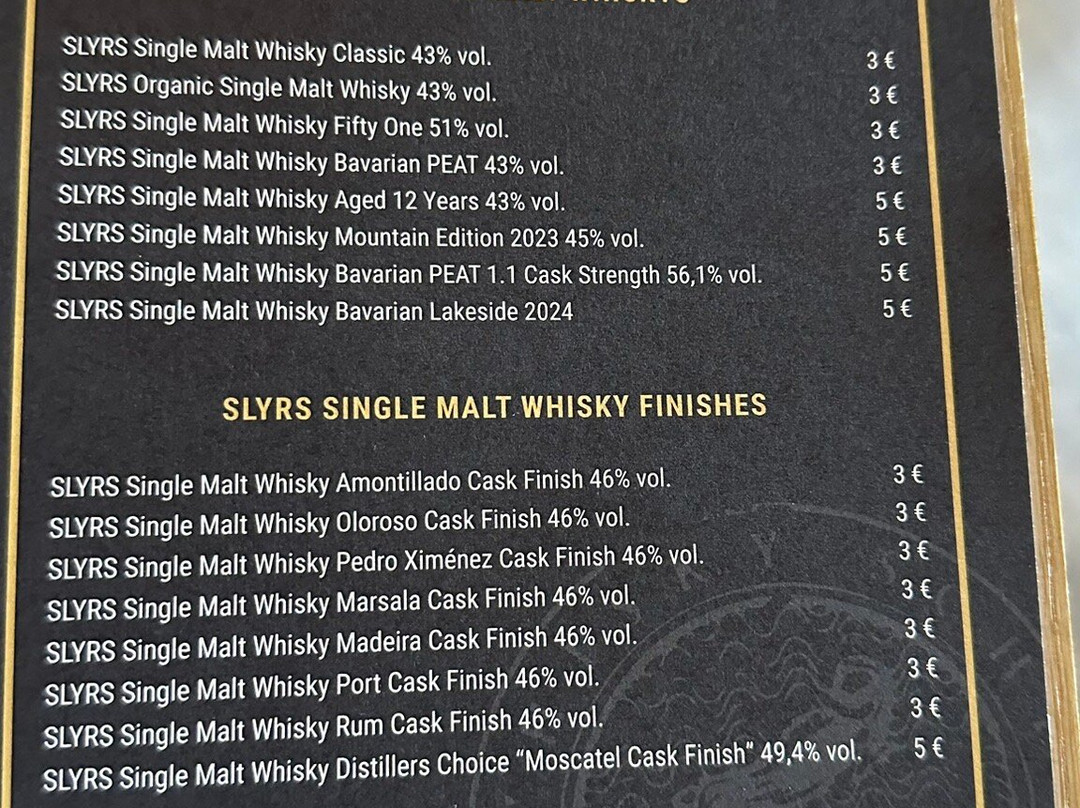 SLYRS Single Malt Whisky Classic 43% vol. 3 €
SLYRS Organic Single Malt Whisky 43% vol. 3 €
SLYRS Single Malt Whisky Fifty One 51% vol. 3 €
SLYRS Single Malt Whisky Bavarian PEAT 43% vol. 3 €
SLYRS Single Malt Whisky Aged 12 Years 43% vol. 5 €
SLYRS Single Malt Whisky Mountain Edition 2023 45% vol. 5 €
SLYRS Single Malt Whisky Bavarian PEAT 1.1 Cask Strength 56,1% vol. 5 €
SLYRS Single Malt Whisky Bavarian Lakeside 2024 5 €
SLYRS SINGLE MALT WHISKY FINISHES
SLYRS Single Malt Whisky Amontillado Cask Finish 46% vol. 3 €
SLYRS Single Malt Whisky Oloroso Cask Finish 46% vol. 3 €
SLYRS Single Malt Whisky Pedro Ximénez Cask Finish 46% vol. 3 €
SLYRS Single Malt Whisky Marsala Cask Finish 46% vol. 3 €
SLYRS Single Malt Whisky Madeira Cask Finish 46% vol. 3 €
SLYRS Single Malt Whisky Port Cask Finish 46% vol. 3 €
SLYRS Single Malt Whisky Rum Cask Finish 46% vol. 3 €
SLYRS Single Malt Whisky Distillers Choice “Moscatel Cask Finish” 49,4% vol. 5 €